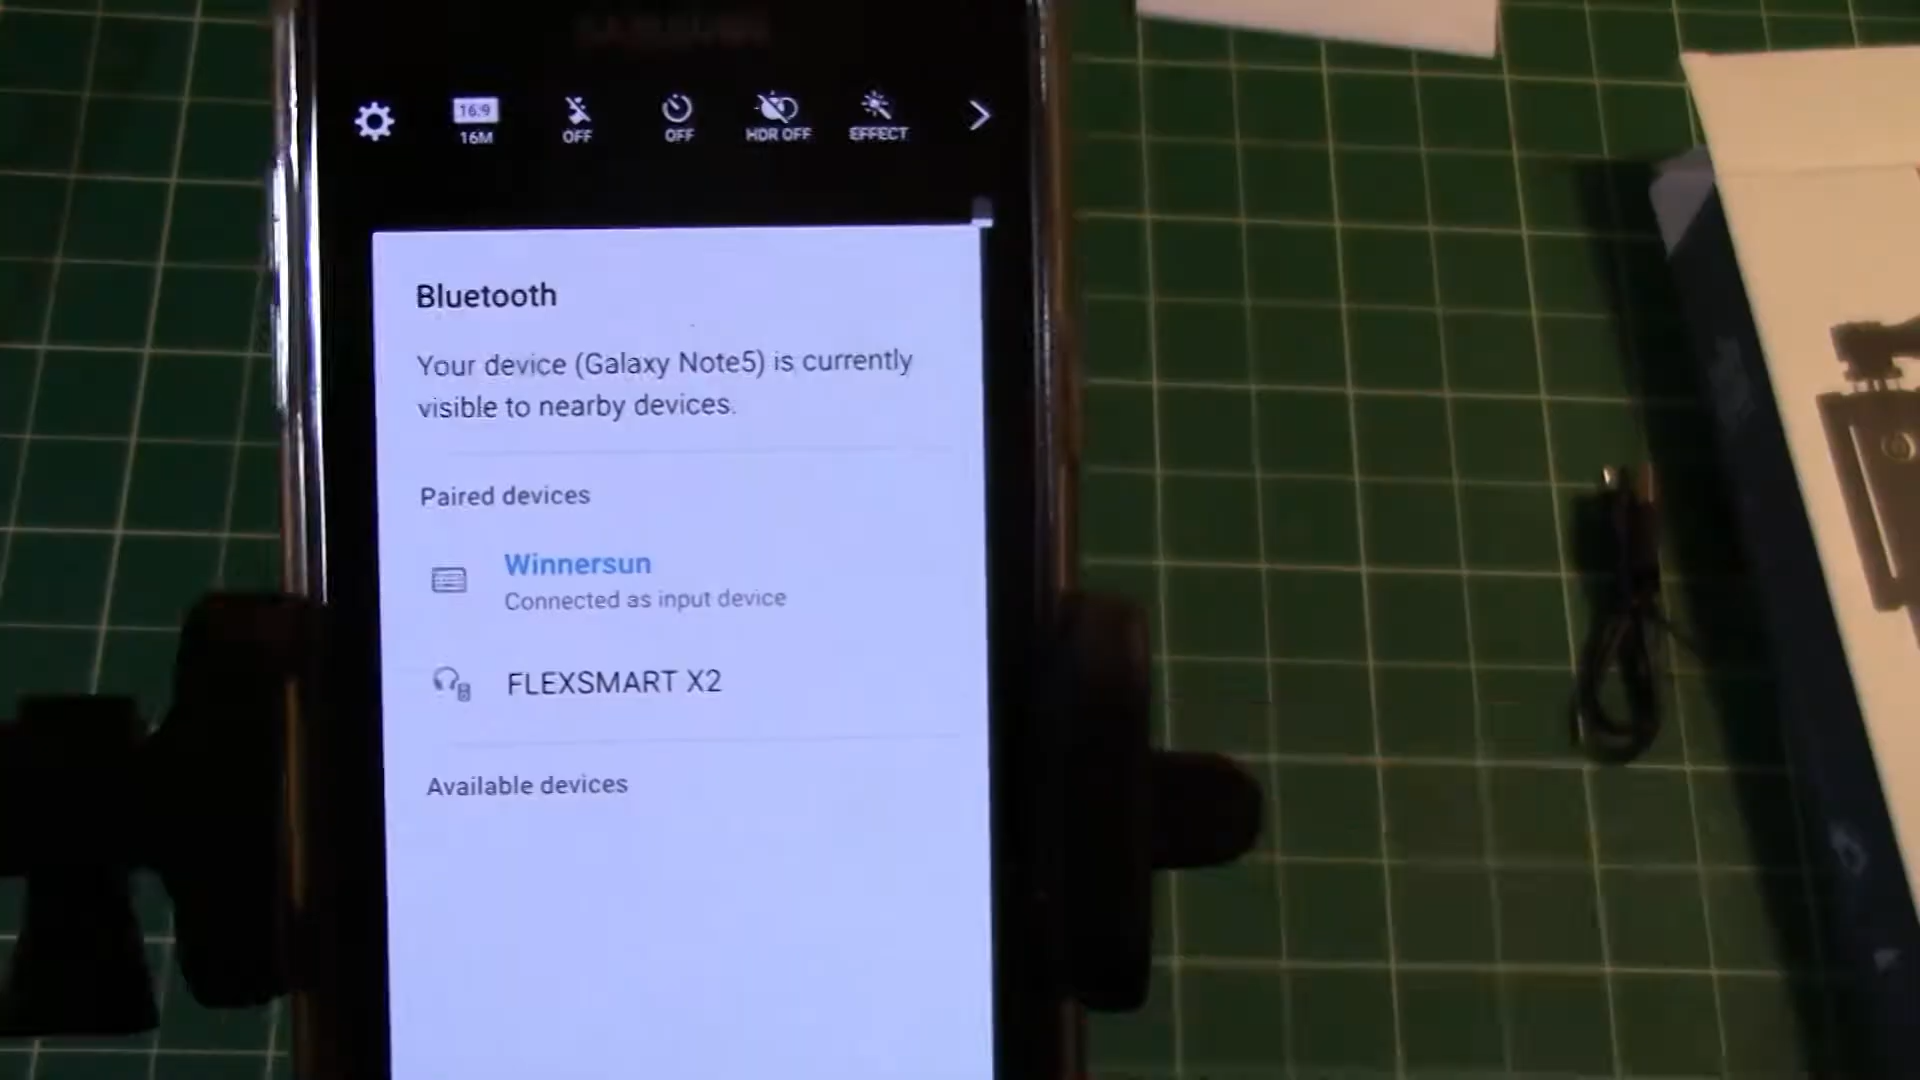 16:9
16M
OFF
OFF
HDR OFF
EFFECT
Bluetooth
Your device (Galaxy Note5) is currently
visible to nearby devices.
Paired devices
Winnersun
Connected as input device
FLEXSMART X2
Available devices